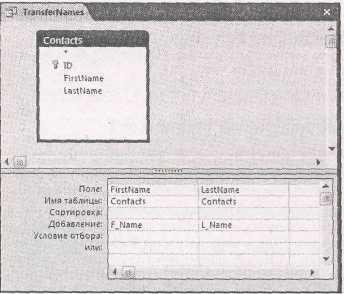 TransferNames
Contacts
*
ID
FirstName
LastName
Поле: FirstName LastName
Имя таблицы: Contacts Contacts
Сортировка:
Добавление: F_Name L_Name
Условие отбора:
или: